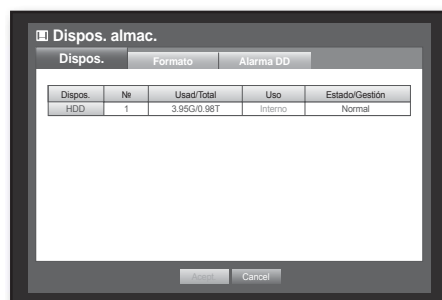 Dispos. almac.
Dispos. Formato Alarma DD
Dispos. Nº Usad/Total Uso Estado/Gestión
HDD 1 3.95G/0.98T Interno Normal
Acept. Cancel